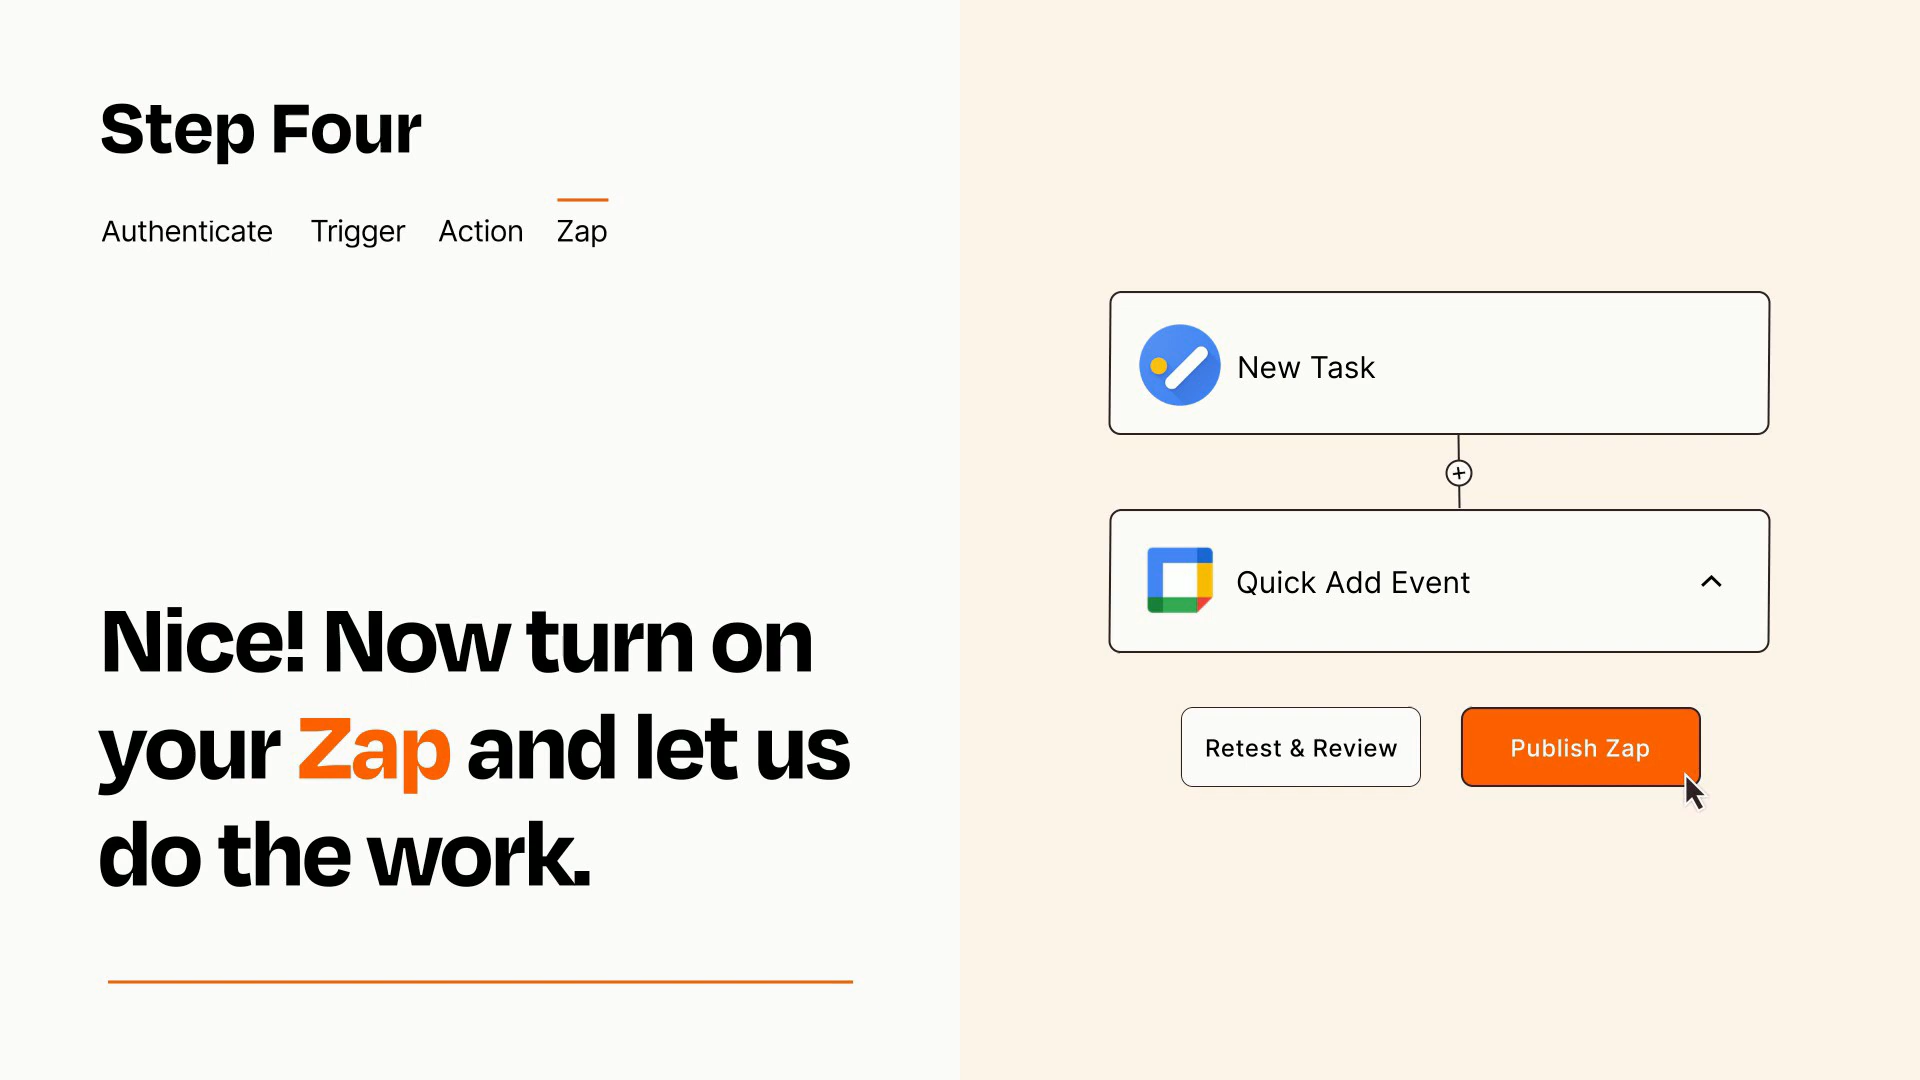 Step Four
Authenticate Trigger Action Zap
Nice! Now turn on
your Zap and let us
do the work.
New Task
Quick Add Event
Retest & Review
Publish Zap